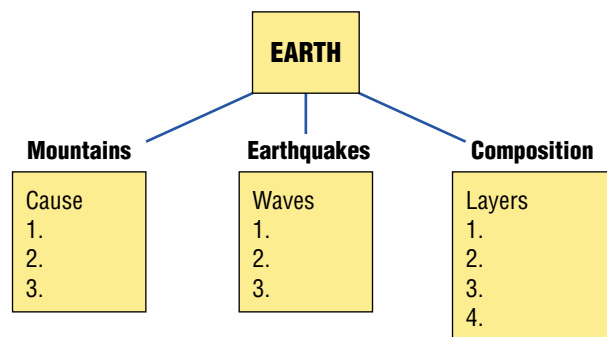 EARTH
Mountains
Cause
1.
2.
3.
Earthquakes
Waves
1.
2.
3.
Composition
Layers
1.
2.
3.
4.